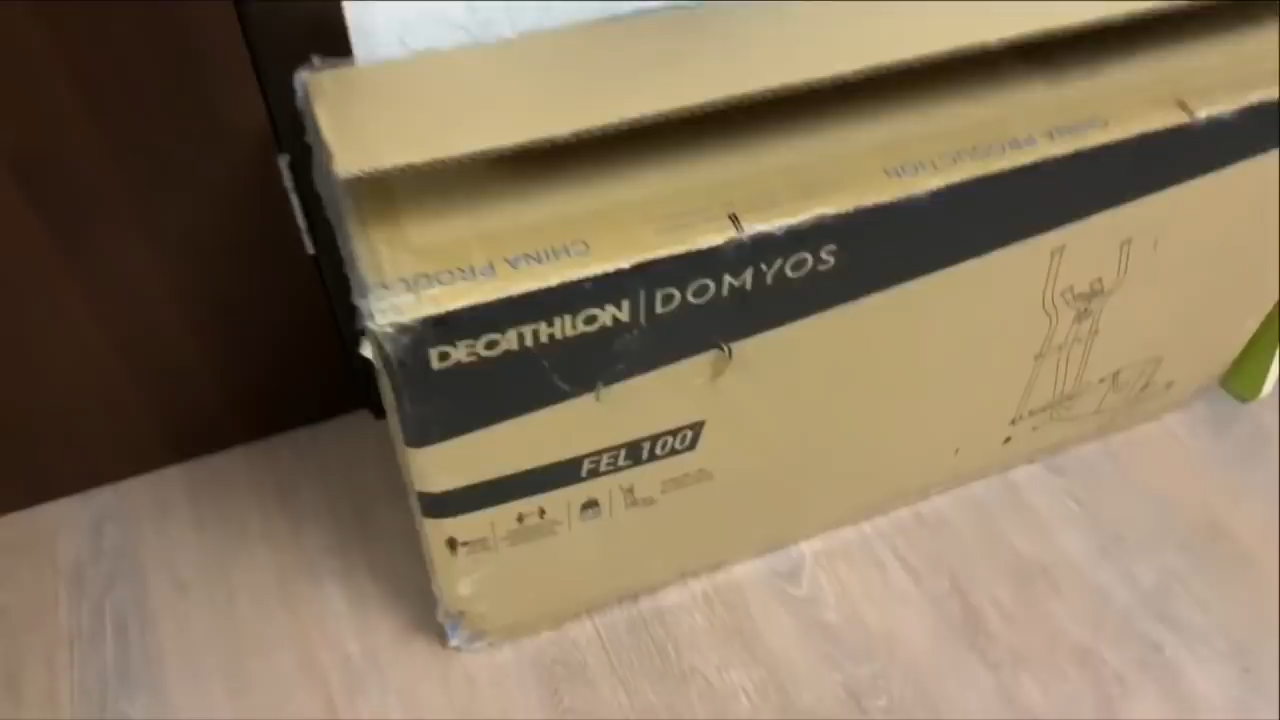 CHINA PRODUCTION
CHINA PRODU
DECATHLON | DOMYOS
FEL 100